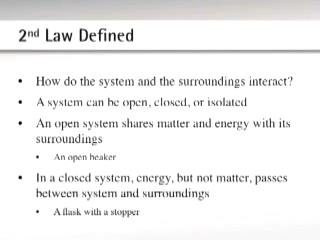 2nd Law Defined
• How do the system and the surroundings interact?
• A system can be open, closed, or isolated
• An open system shares matter and energy with its
surroundings
• An open beaker
• In a closed system, energy, but not matter, passes
between system and surroundings
• A flask with a stopper